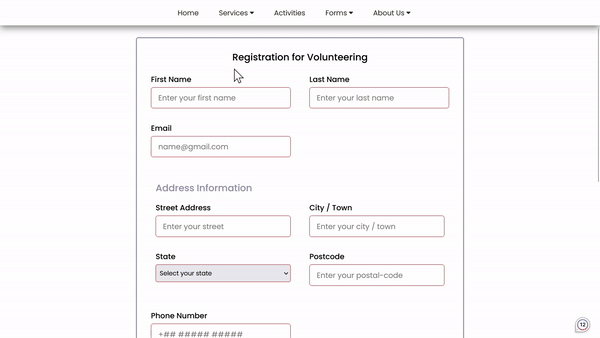 Home Services Activities Forms About Us
Registration for Volunteering
First Name Last Name
Enter your first name Enter your last name
Email
name@gmail.com
Address Information
Street Address City / Town
Enter your street Enter your city / town
State Postcode
Select your state Enter your postal-code
Phone Number
+## ##### #####
12